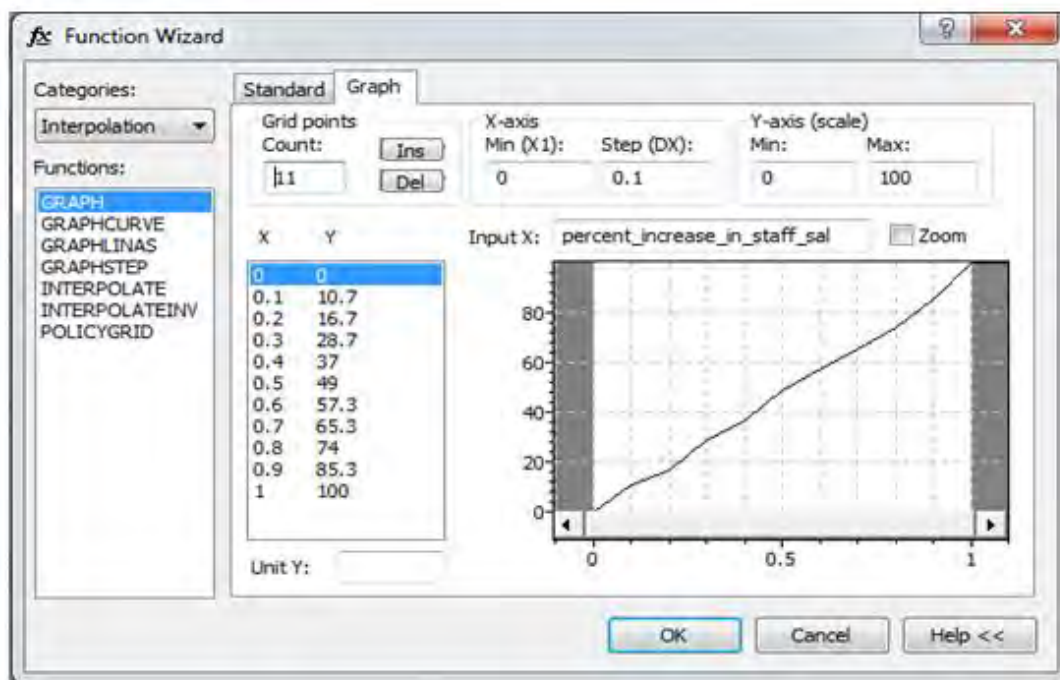 fx Function Wizard
Categories:
Interpolation
Functions:
GRAPH
GRAPHCURVE
GRAPHLINAS
GRAPHSTEP
INTERPOLATE
INTERPOLATEINV
POLICYGRID
Standard Graph
Grid points
Count:
11
Ins
Del
X-axis
Min (X1): Step (DX):
0 0.1
Y-axis (scale)
Min: Max:
0 100
X Y
0 0
0.1 10.7
0.2 16.7
0.3 28.7
0.4 37
0.5 49
0.6 57.3
0.7 65.3
0.8 74
0.9 85.3
1 100
Unit Y:
Input X: percent_increase_in_staff_sal Zoom
80
60
40
20
0
0 0.5 1
OK Cancel Help <<